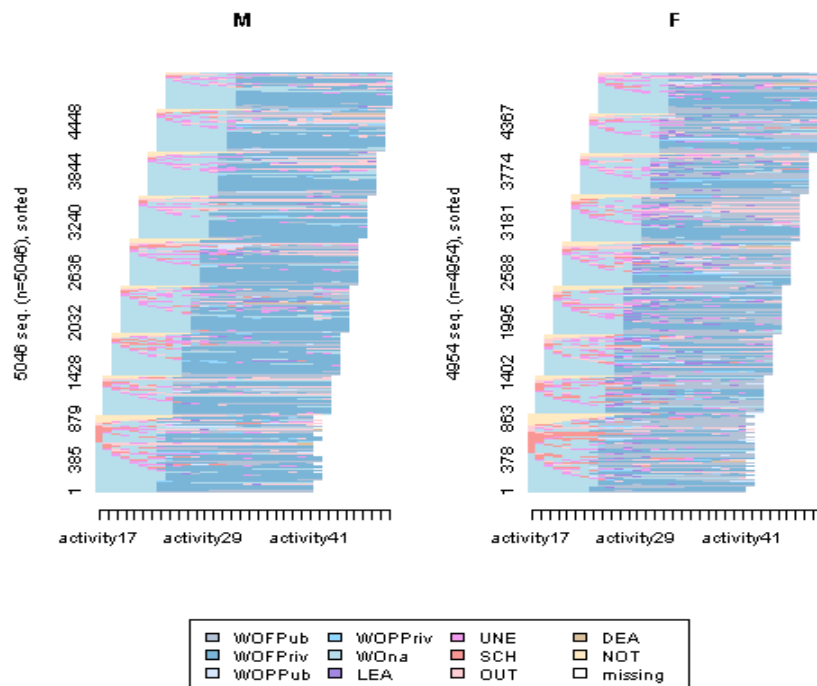 M
F
5046 seq. (n=5046), sorted
1 385 879 1428 2032 2636 3240 3844 4448
4954 seq. (n=4954), sorted
1 378 863 1402 1995 2588 3181 3774 4367
activity17 activity29 activity41
activity17 activity29 activity41
WOFPub WOPPriv UNE DEA
WOFPriv WOna SCH NOT
WOPPub LEA OUT missing